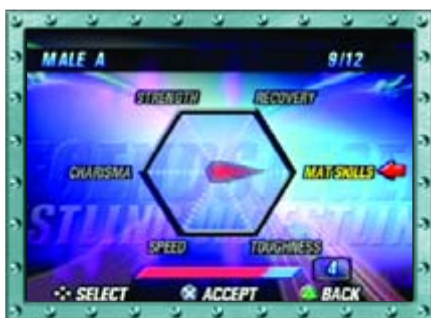 MALE A 9/12
STRENGTH RECOVERY
CHARISMA MAT SKILLS
SPEED TOUGHNESS
4
SELECT ACCEPT BACK